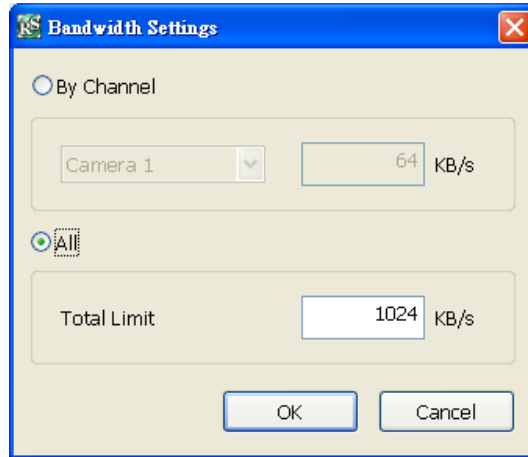 RS Bandwidth Settings
By Channel
Camera 1 64 KB/s
All
Total Limit 1024 KB/s
OK Cancel